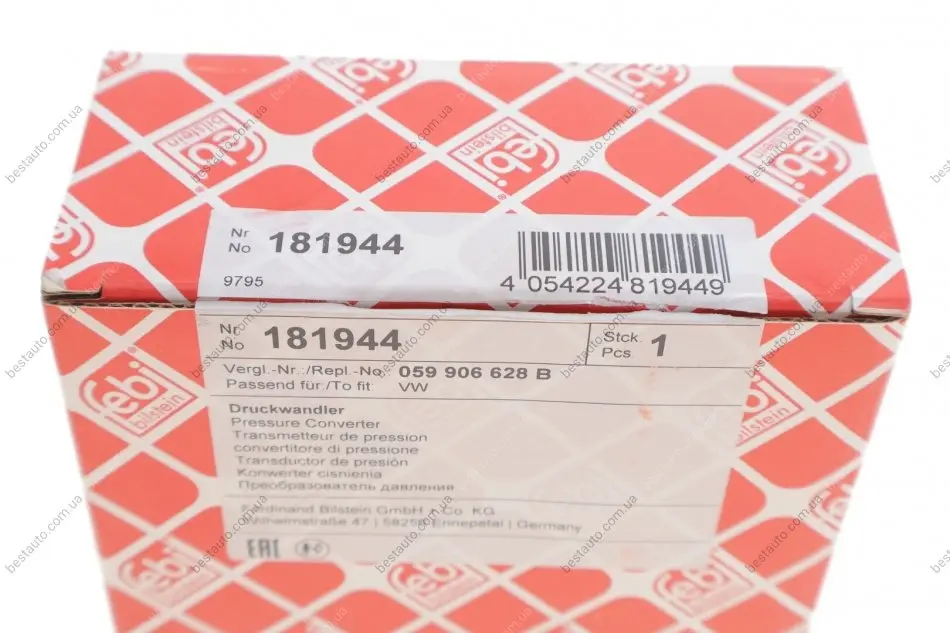 febi
bilstein
Nr
No 181944
9795
4 054224 819449
Nr
No 181944
Stck.
Pcs. 1
Vergl.-Nr.:/Repl.-No.: 059 906 628 B
Passend für:/To fit: VW
Druckwandler
Pressure Converter
Transmetteur de pression
convertitore di pressione
Transductor de presión
Konwerter cisnienia
Преобразователь давления
Ferdinand Bilstein GmbH + Co. KG
Wilhelmstraße 47 | 58256 Ennepetal | Germany
EAC
bestauto.com.ua